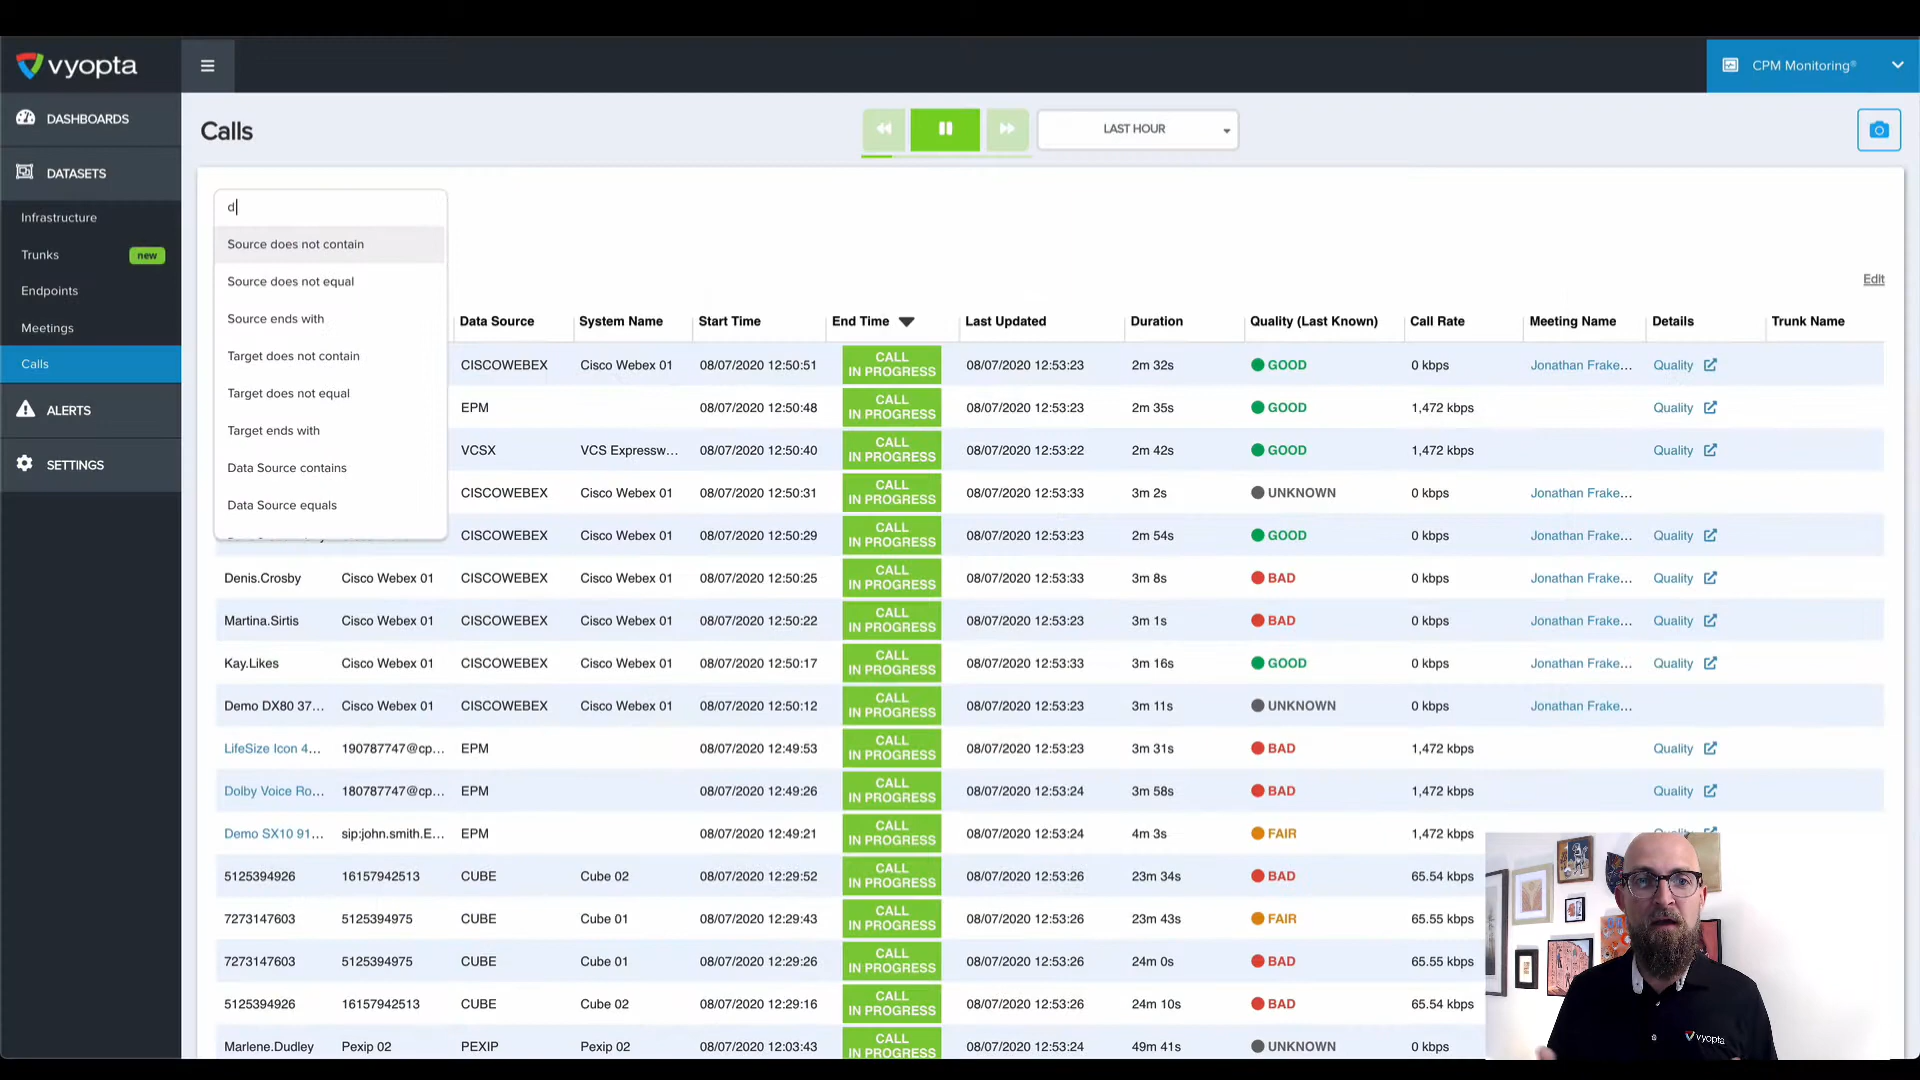 vyopta
CPM Monitoring®
DASHBOARDS
DATASETS
Infrastructure
Trunks new
Endpoints
Meetings
Calls
ALERTS
SETTINGS
Calls
LAST HOUR
d
Source does not contain
Source does not equal
Source ends with
Target does not contain
Target does not equal
Target ends with
Data Source contains
Data Source equals
Edit
Data Source System Name Start Time End Time Last Updated Duration Quality (Last Known) Call Rate Meeting Name Details Trunk Name
CISCOWEBEX Cisco Webex 01 08/07/2020 12:50:51 CALL IN PROGRESS 08/07/2020 12:53:23 2m 32s GOOD 0 kbps Jonathan Frake... Quality
EPM 08/07/2020 12:50:48 CALL IN PROGRESS 08/07/2020 12:53:23 2m 35s GOOD 1,472 kbps Quality
VCSX VCS Expressw... 08/07/2020 12:50:40 CALL IN PROGRESS 08/07/2020 12:53:22 2m 42s GOOD 1,472 kbps Quality
CISCOWEBEX Cisco Webex 01 08/07/2020 12:50:31 CALL IN PROGRESS 08/07/2020 12:53:33 3m 2s UNKNOWN 0 kbps Jonathan Frake...
CISCOWEBEX Cisco Webex 01 08/07/2020 12:50:29 CALL IN PROGRESS 08/07/2020 12:53:23 2m 54s GOOD 0 kbps Jonathan Frake... Quality
Denis.Crosby Cisco Webex 01 CISCOWEBEX Cisco Webex 01 08/07/2020 12:50:25 CALL IN PROGRESS 08/07/2020 12:53:33 3m 8s BAD 0 kbps Jonathan Frake... Quality
Martina.Sirtis Cisco Webex 01 CISCOWEBEX Cisco Webex 01 08/07/2020 12:50:22 CALL IN PROGRESS 08/07/2020 12:53:23 3m 1s BAD 0 kbps Jonathan Frake... Quality
Kay.Likes Cisco Webex 01 CISCOWEBEX Cisco Webex 01 08/07/2020 12:50:17 CALL IN PROGRESS 08/07/2020 12:53:33 3m 16s GOOD 0 kbps Jonathan Frake... Quality
Demo DX80 37... Cisco Webex 01 CISCOWEBEX Cisco Webex 01 08/07/2020 12:50:12 CALL IN PROGRESS 08/07/2020 12:53:23 3m 11s UNKNOWN 0 kbps Jonathan Frake...
LifeSize Icon 4... 190787747@cp... EPM 08/07/2020 12:49:53 CALL IN PROGRESS 08/07/2020 12:53:23 3m 31s BAD 1,472 kbps Quality
Dolby Voice Ro... 180787747@cp... EPM 08/07/2020 12:49:26 CALL IN PROGRESS 08/07/2020 12:53:24 3m 58s BAD 1,472 kbps Quality
Demo SX10 91... sip:john.smith.E... EPM 08/07/2020 12:49:21 CALL IN PROGRESS 08/07/2020 12:53:24 4m 3s FAIR 1,472 kbps
5125394926 16157942513 CUBE Cube 02 08/07/2020 12:29:52 CALL IN PROGRESS 08/07/2020 12:53:26 23m 34s BAD 65.54 kbps
7273147603 5125394975 CUBE Cube 01 08/07/2020 12:29:43 CALL IN PROGRESS 08/07/2020 12:53:26 23m 43s FAIR 65.55 kbps
7273147603 5125394975 CUBE Cube 01 08/07/2020 12:29:26 CALL IN PROGRESS 08/07/2020 12:53:26 24m 0s BAD 65.55 kbps
5125394926 16157942513 CUBE Cube 02 08/07/2020 12:29:16 CALL IN PROGRESS 08/07/2020 12:53:26 24m 10s BAD 65.54 kbps
Marlene.Dudley Pexip 02 PEXIP Pexip 02 08/07/2020 12:03:43 CALL IN PROGRESS 08/07/2020 12:53:24 49m 41s UNKNOWN 0 kbps
vyopta